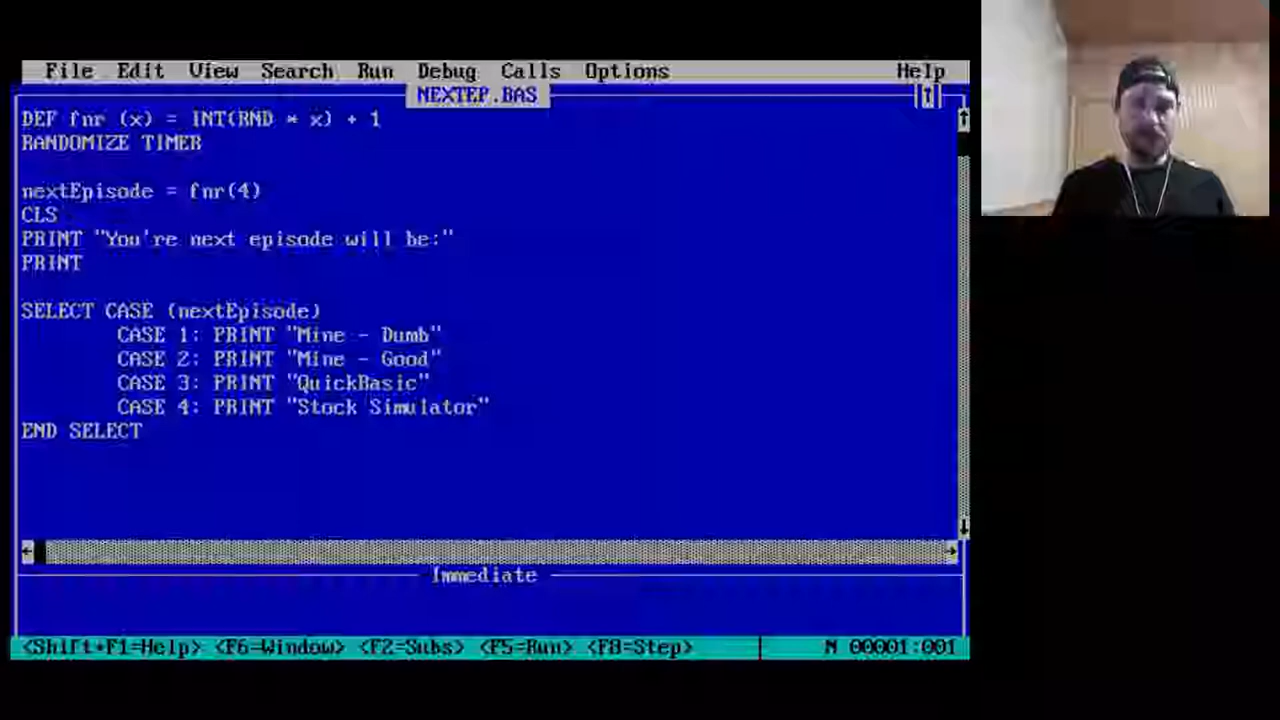 File Edit View Search Run Debug Calls Options Help
NEXTEP.BAS
DEF fnr (x) = INT(RND * x) + 1
RANDOMIZE TIMER
nextEpisode = fnr(4)
CLS
PRINT "You're next episode will be:"
PRINT
SELECT CASE (nextEpisode)
CASE 1: PRINT "Mine - Dumb"
CASE 2: PRINT "Mine - Good"
CASE 3: PRINT "QuickBasic"
CASE 4: PRINT "Stock Simulator"
END SELECT
Immediate
<Shift+F1=Help> <F6=Window> <F2=Subs> <F5=Run> <F8=Step> N 00001:001